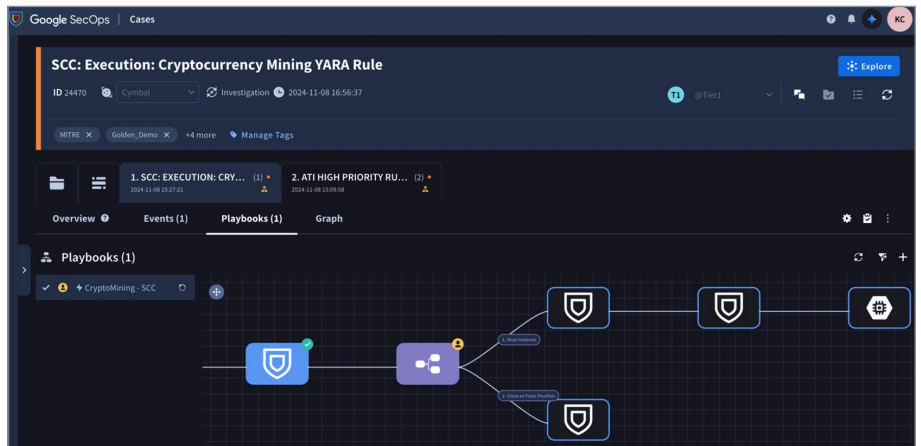 Google SecOps | Cases
KC
SCC: Execution: Cryptocurrency Mining YARA Rule
Explore
ID 24470 Cymbal Investigation 2024-11-08 16:56:37
T1 @Tier1
MITRE X Golden_Demo X +4 more Manage Tags
1. SCC: EXECUTION: CRY... (1)
2024-11-08 15:27:21
2. ATI HIGH PRIORITY RU... (2)
2024-11-08 15:09:58
Overview Events (1) Playbooks (1) Graph
Playbooks (1)
CryptoMining - SCC
1. Stop Instance
2. Close as False Positive